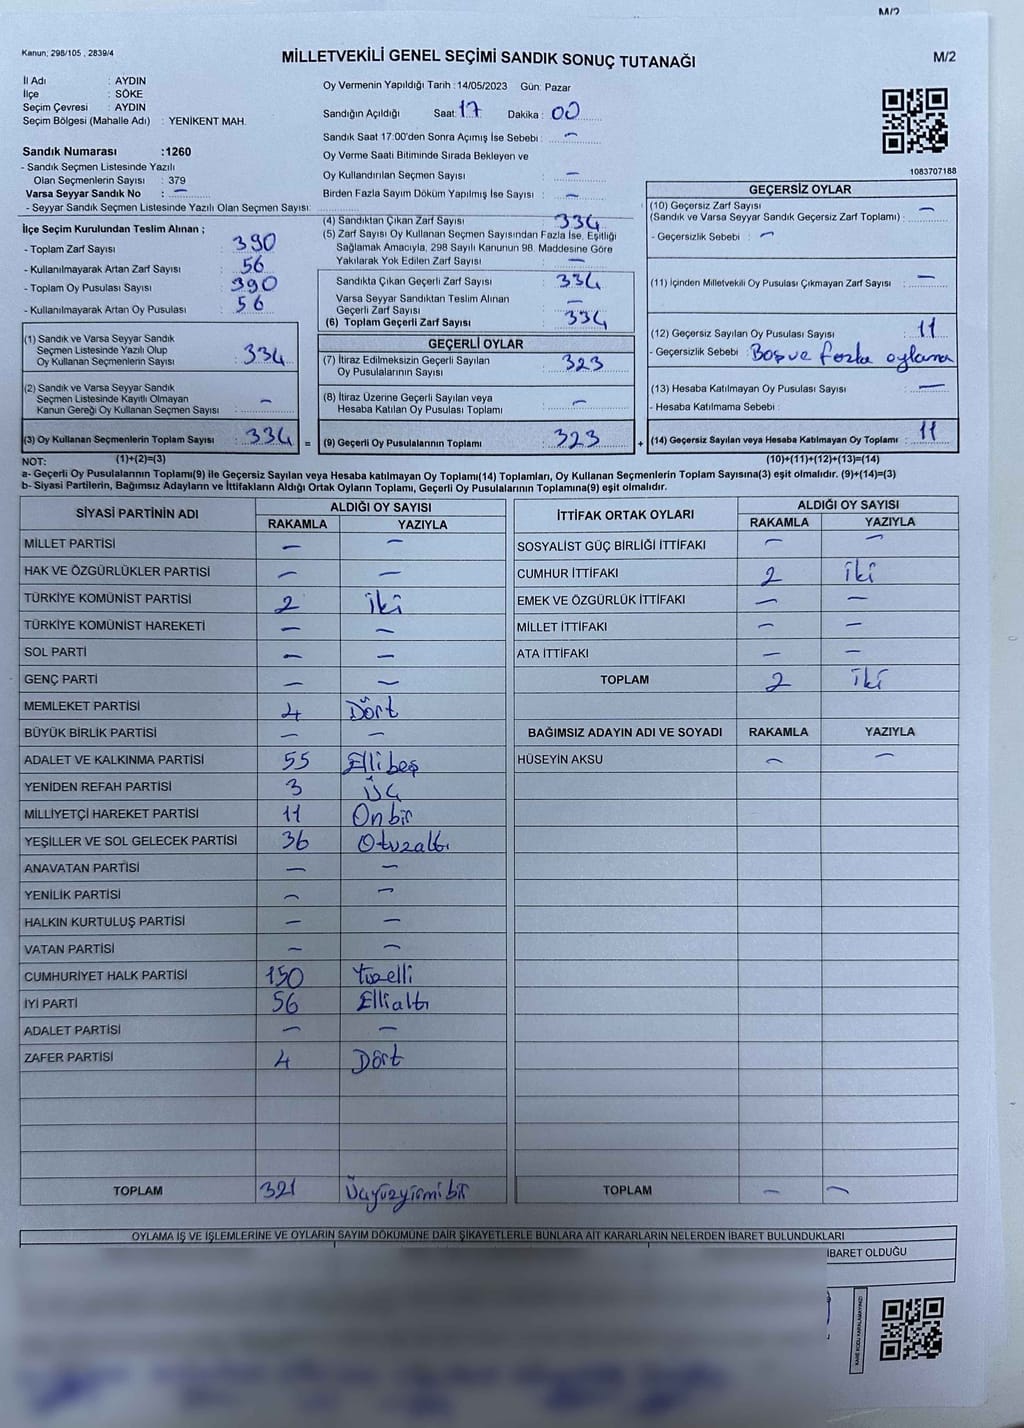 M/2
Kanun; 298/105 , 2839/4
MİLLETVEKİLİ GENEL SEÇİMİ SANDIK SONUÇ TUTANAĞI
M/2
İl Adı : AYDIN
İlçe : SÖKE
Seçim Çevresi : AYDIN
Seçim Bölgesi (Mahalle Adı) : YENİKENT MAH.
Oy Vermenin Yapıldığı Tarih : 14/05/2023 Gün: Pazar
Sandığın Açıldığı Saat: 17 Dakika : 00
Sandık Saat 17:00'den Sonra Açımış İse Sebebi : —
Oy Verme Saati Bitiminde Sırada Bekleyen ve
Oy Kullandırılan Seçmen Sayısı : —
Birden Fazla Sayım Döküm Yapılmış İse Sayısı : —
1083707188
Sandık Numarası :1260
- Sandık Seçmen Listesinde Yazılı
Olan Seçmenlerin Sayısı : 379
Varsa Seyyar Sandık No : —
- Seyyar Sandık Seçmen Listesinde Yazılı Olan Seçmen Sayısı:
İlçe Seçim Kurulundan Teslim Alınan ;
- Toplam Zarf Sayısı : 390
- Kullanılmayarak Artan Zarf Sayısı : 56
- Toplam Oy Pusulası Sayısı : 390
- Kullanılmayarak Artan Oy Pusulası : 56
(1) Sandık ve Varsa Seyyar Sandık
Seçmen Listesinde Yazılı Olup
Oy Kullanan Seçmenlerin Sayısı : 334
(2) Sandık ve Varsa Seyyar Sandık
Seçmen Listesinde Kayıtlı Olmayan
Kanun Gereği Oy Kullanan Seçmen Sayısı : —
(3) Oy Kullanan Seçmenlerin Toplam Sayısı : 334 =
(4) Sandıktan Çıkan Zarf Sayısı : 334
(5) Zarf Sayısı Oy Kullanan Seçmen Sayısından Fazla İse, Eşitliği
Sağlamak Amacıyla, 298 Sayılı Kanunun 98. Maddesine Göre
Yakılarak Yok Edilen Zarf Sayısı : —
Sandıkta Çıkan Geçerli Zarf Sayısı : 334
Varsa Seyyar Sandıktan Teslim Alınan
Geçerli Zarf Sayısı : —
(6) Toplam Geçerli Zarf Sayısı : 334
GEÇERLİ OYLAR
(7) İtiraz Edilmeksizin Geçerli Sayılan
Oy Pusulalarının Sayısı : 323
(8) İtiraz Üzerine Geçerli Sayılan veya
Hesaba Katılan Oy Pusulası Toplamı : —
(9) Geçerli Oy Pusulalarının Toplamı : 323 +
GEÇERSİZ OYLAR
(10) Geçersiz Zarf Sayısı
(Sandık ve Varsa Seyyar Sandık Geçersiz Zarf Toplamı) : —
- Geçersizlik Sebebi : —
(11) İçinden Milletvekili Oy Pusulası Çıkmayan Zarf Sayısı : —
(12) Geçersiz Sayılan Oy Pusulası Sayısı : 11
- Geçersizlik Sebebi : Boş ve fazla oylama
(13) Hesaba Katılmayan Oy Pusulası Sayısı : —
- Hesaba Katılmama Sebebi :
(14) Geçersiz Sayılan veya Hesaba Katılmayan Oy Toplamı : 11
NOT: (1)+(2)=(3) (10)+(11)+(12)+(13)=(14)
a- Geçerli Oy Pusulalarının Toplamı(9) ile Geçersiz Sayılan veya Hesaba katılmayan Oy Toplamı(14) Toplamları, Oy Kullanan Seçmenlerin Toplam Sayısına(3) eşit olmalıdır. (9)+(14)=(3)
b- Siyasi Partilerin, Bağımsız Adayların ve İttifakların Aldığı Ortak Oyların Toplamı, Geçerli Oy Pusulalarının Toplamına(9) eşit olmalıdır.
SİYASİ PARTİNİN ADI ALDIĞI OY SAYISI
RAKAMLA YAZIYLA
MİLLET PARTİSİ — —
HAK VE ÖZGÜRLÜKLER PARTİSİ — —
TÜRKİYE KOMÜNİST PARTİSİ 2 iki
TÜRKİYE KOMÜNİST HAREKETİ — —
SOL PARTİ — —
GENÇ PARTİ — —
MEMLEKET PARTİSİ 4 Dört
BÜYÜK BİRLİK PARTİSİ — —
ADALET VE KALKINMA PARTİSİ 55 Ellibeş
YENİDEN REFAH PARTİSİ 3 Üç
MİLLİYETÇİ HAREKET PARTİSİ 11 Onbir
YEŞİLLER VE SOL GELECEK PARTİSİ 36 Otuzaltı
ANAVATAN PARTİSİ — —
YENİLİK PARTİSİ — —
HALKIN KURTULUŞ PARTİSİ — —
VATAN PARTİSİ — —
CUMHURİYET HALK PARTİSİ 150 Yüzelli
İYİ PARTİ 56 Ellialtı
ADALET PARTİSİ — —
ZAFER PARTİSİ 4 Dört
TOPLAM 321 Üçyüzyirmibir
İTTİFAK ORTAK OYLARI ALDIĞI OY SAYISI
RAKAMLA YAZIYLA
SOSYALİST GÜÇ BİRLİĞİ İTTİFAKI — —
CUMHUR İTTİFAKI 2 iki
EMEK VE ÖZGÜRLÜK İTTİFAKI — —
MİLLET İTTİFAKI — —
ATA İTTİFAKI — —
TOPLAM 2 iki
BAĞIMSIZ ADAYIN ADI VE SOYADI RAKAMLA YAZIYLA
HÜSEYİN AKSU — —
TOPLAM — —
OYLAMA İŞ VE İŞLEMLERİNE VE OYLARIN SAYIM DÖKÜMÜNE DAİR ŞİKAYETLERLE BUNLARA AİT KARARLARIN NELERDEN İBARET BULUNDUKLARI
İBARET OLDUĞU
KARE KODU KARALAMAYINIZ!